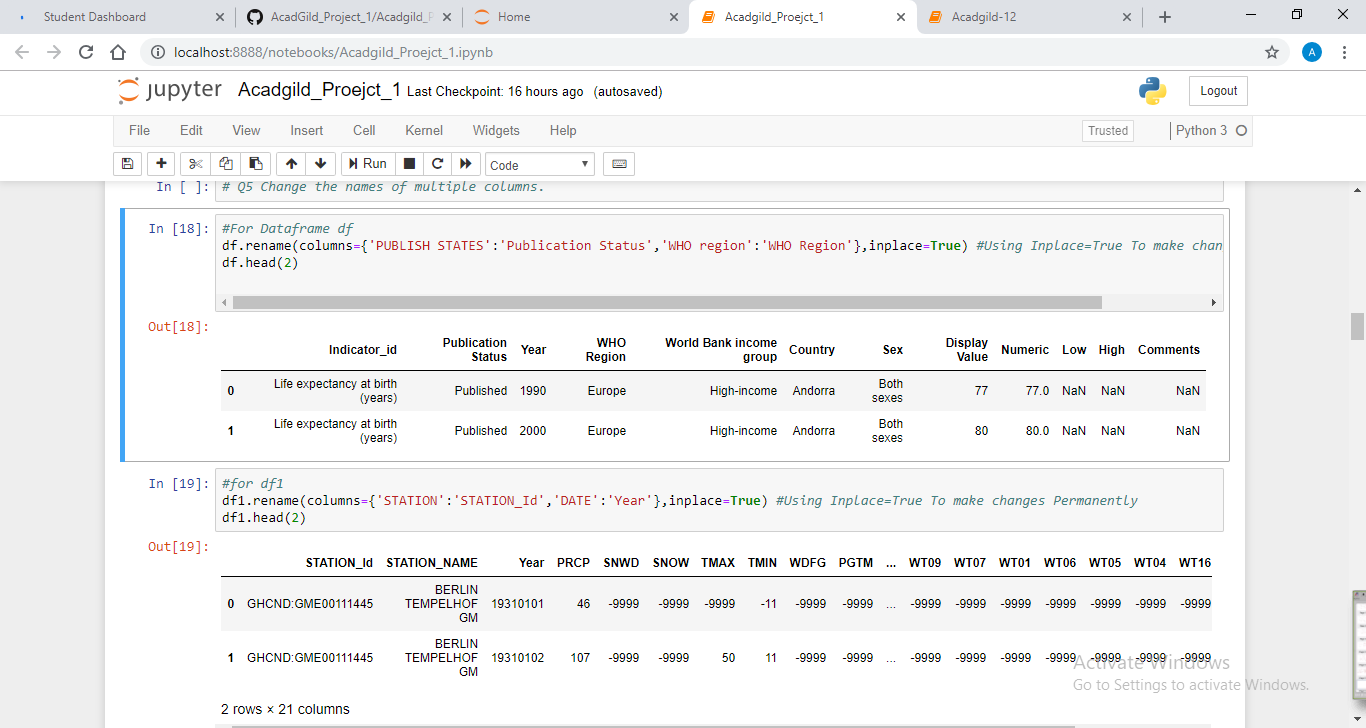 Student Dashboard
AcadGild_Project_1/Acadgild_P
Home
Acadgild_Proejct_1
Acadgild-12
localhost:8888/notebooks/Acadgild_Proejct_1.ipynb
A
jupyter Acadgild_Proejct_1 Last Checkpoint: 16 hours ago (autosaved)
Logout
File Edit View Insert Cell Kernel Widgets Help
Trusted
Python 3
Run
Code
In [ ]: # Q5 Change the names of multiple columns.
In [18]: #For Dataframe df
df.rename(columns={'PUBLISH STATES':'Publication Status','WHO region':'WHO Region'},inplace=True) #Using Inplace=True To make chan
df.head(2)
Out[18]:
Indicator_id Publication Status Year WHO Region World Bank income group Country Sex Display Value Numeric Low High Comments
0 Life expectancy at birth (years) Published 1990 Europe High-income Andorra Both sexes 77 77.0 NaN NaN NaN
1 Life expectancy at birth (years) Published 2000 Europe High-income Andorra Both sexes 80 80.0 NaN NaN NaN
In [19]: #for df1
df1.rename(columns={'STATION':'STATION_Id','DATE':'Year'},inplace=True) #Using Inplace=True To make changes Permanently
df1.head(2)
Out[19]:
STATION_Id STATION_NAME Year PRCP SNWD SNOW TMAX TMIN WDFG PGTM ... WT09 WT07 WT01 WT06 WT05 WT04 WT16
0 GHCND:GME00111445 BERLIN TEMPELHOF GM 19310101 46 -9999 -9999 -9999 -11 -9999 -9999 ... -9999 -9999 -9999 -9999 -9999 -9999 -9999
1 GHCND:GME00111445 BERLIN TEMPELHOF GM 19310102 107 -9999 -9999 50 11 -9999 -9999 ... -9999 -9999 -9999 -9999 -9999 -9999 -9999
2 rows × 21 columns
Activate Windows
Go to Settings to activate Windows.